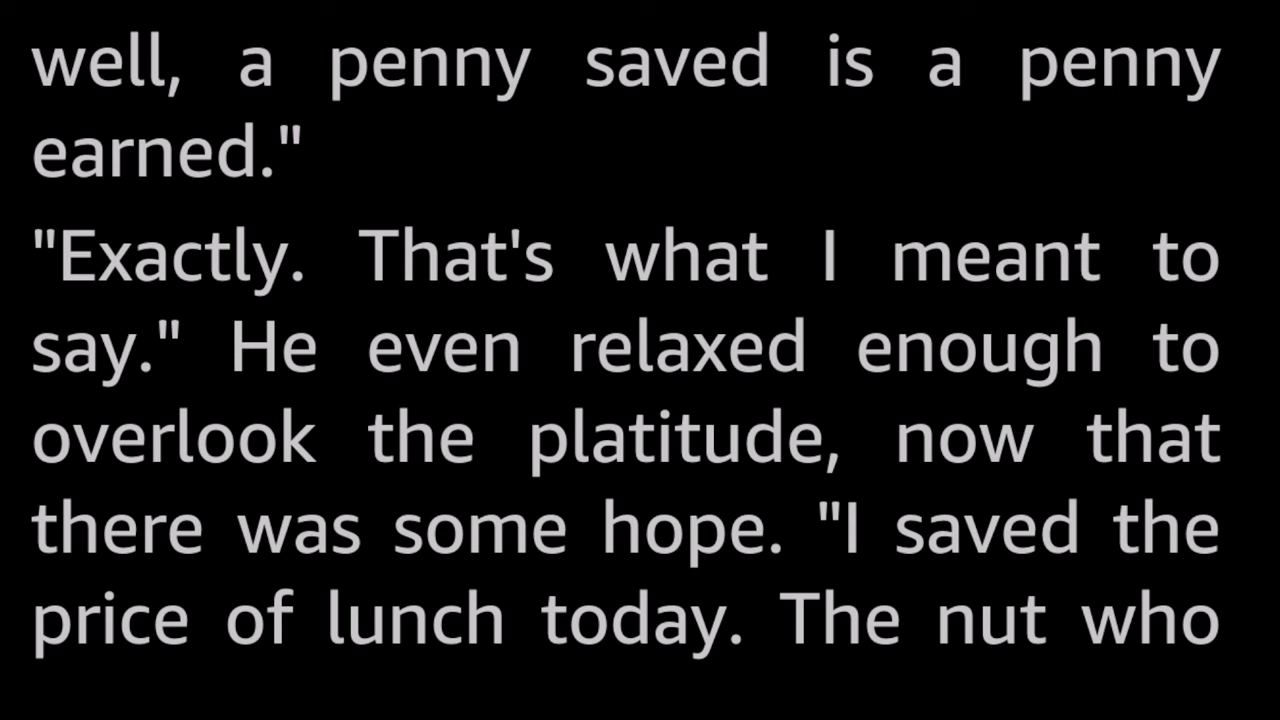 well, a penny saved is a penny
earned."
"Exactly. That's what I meant to
say." He even relaxed enough to
overlook the platitude, now that
there was some hope. "I saved the
price of lunch today. The nut who